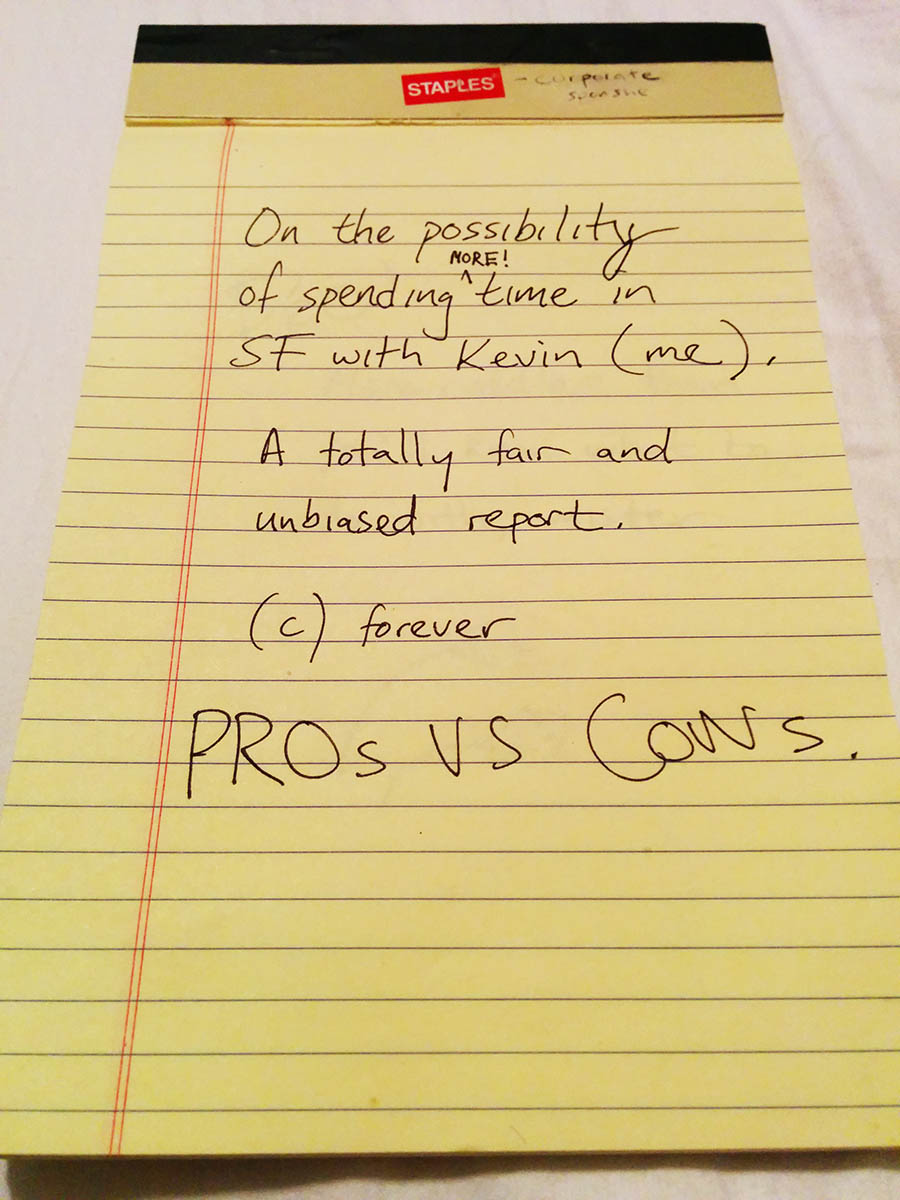 STAPLES - corporate
On the possibility
MORE!
of spending ^ time in
SF with Kevin (me).
A totally fair and
unbiased report.
(c) forever
PROs VS CONs.